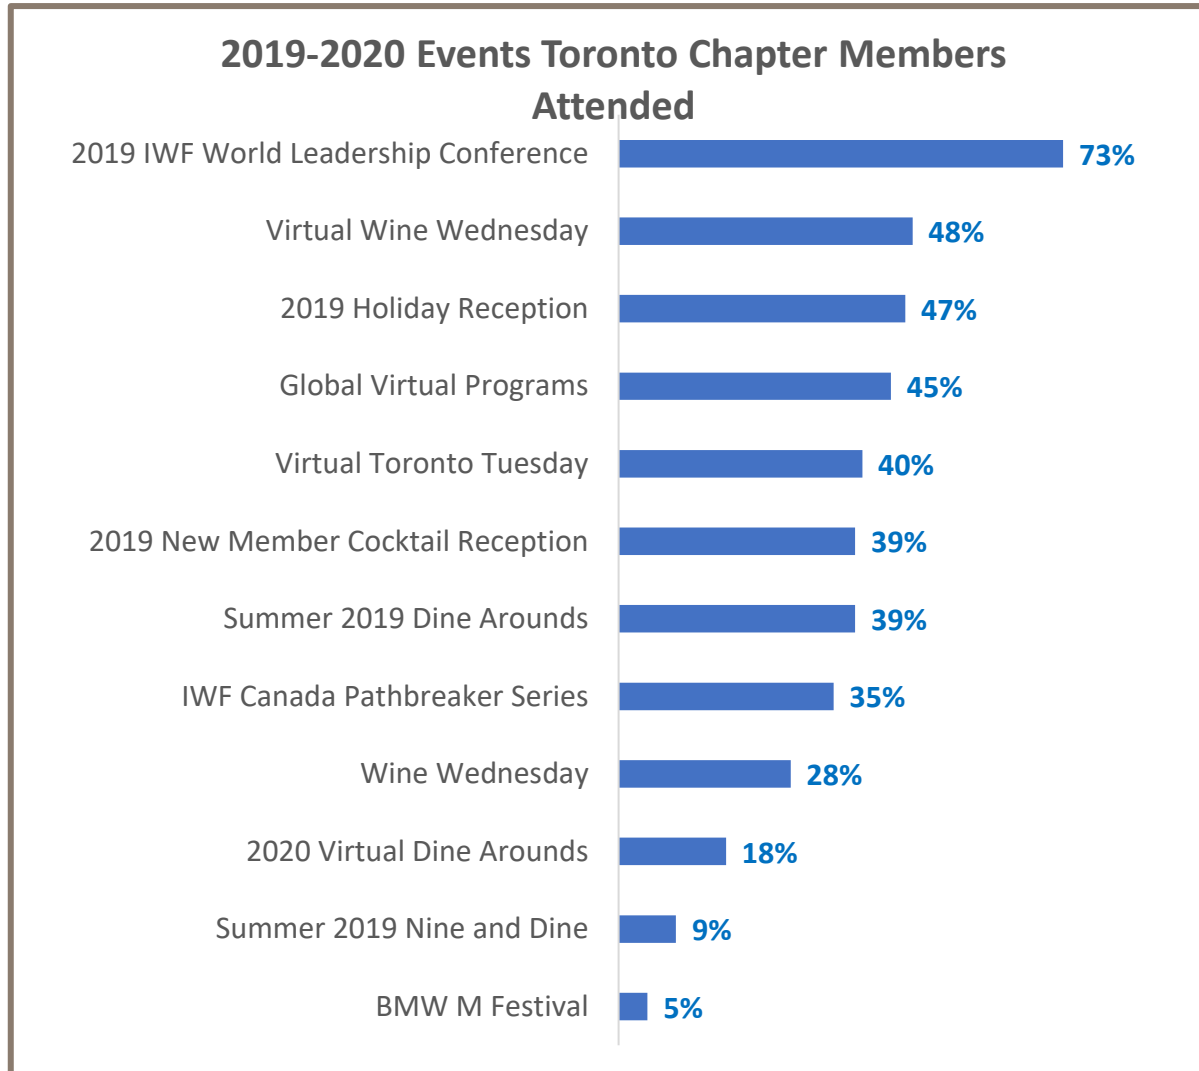 2019-2020 Events Toronto Chapter Members
Attended
2019 IWF World Leadership Conference 73%
Virtual Wine Wednesday 48%
2019 Holiday Reception 47%
Global Virtual Programs 45%
Virtual Toronto Tuesday 40%
2019 New Member Cocktail Reception 39%
Summer 2019 Dine Arounds 39%
IWF Canada Pathbreaker Series 35%
Wine Wednesday 28%
2020 Virtual Dine Arounds 18%
Summer 2019 Nine and Dine 9%
BMW M Festival 5%